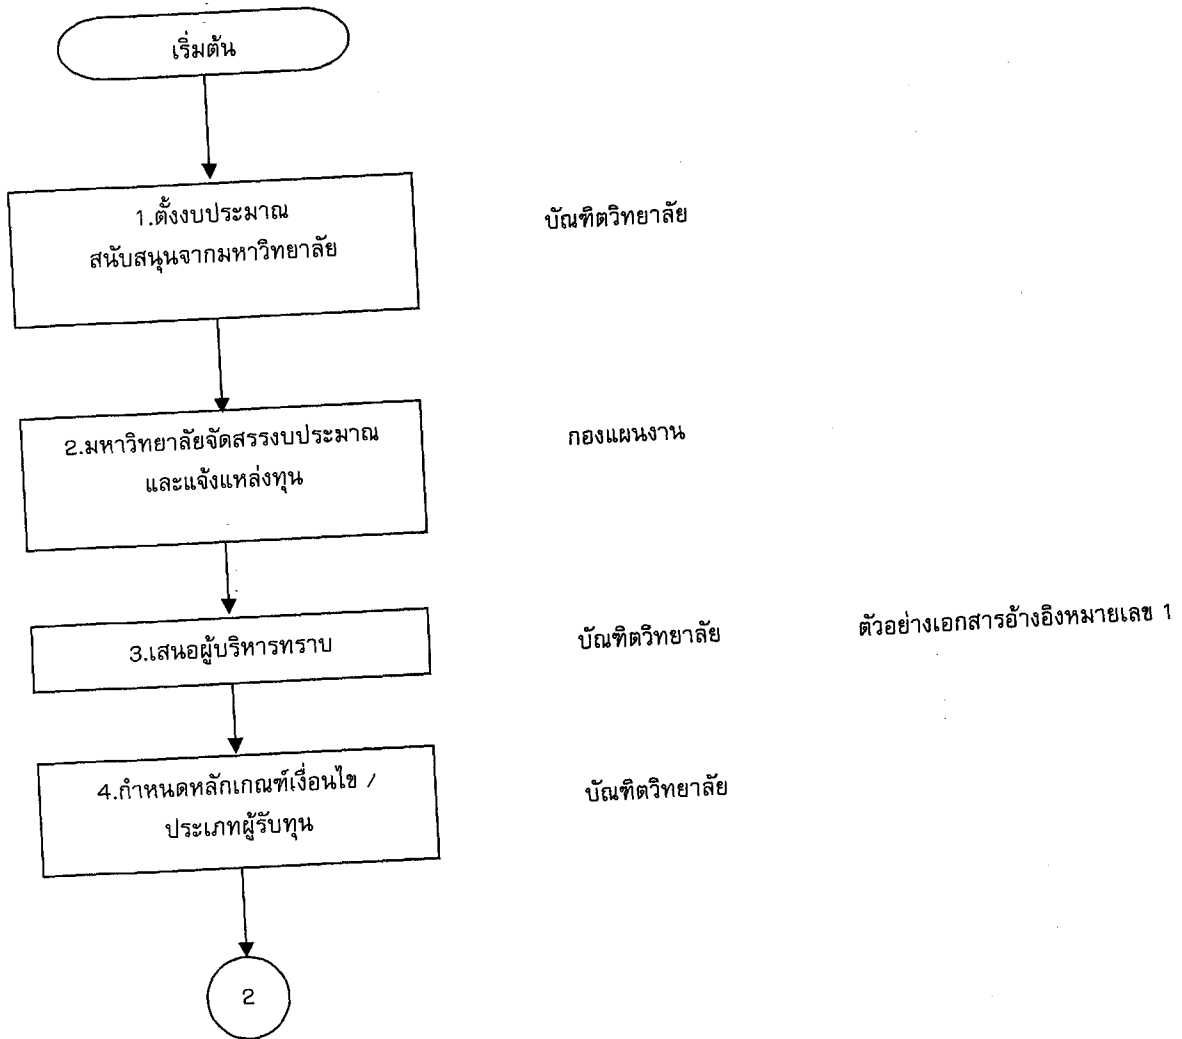 เริ่มต้น
1.ตั้งงบประมาณ
สนับสนุนจากมหาวิทยาลัย
บัณฑิตวิทยาลัย
2.มหาวิทยาลัยจัดสรรงบประมาณ
และแจ้งแหล่งทุน
กองแผนงาน
3.เสนอผู้บริหารทราบ
บัณฑิตวิทยาลัย
ตัวอย่างเอกสารอ้างอิงหมายเลข 1
4.กำหนดหลักเกณฑ์เงื่อนไข /
ประเภทผู้รับทุน
บัณฑิตวิทยาลัย
2